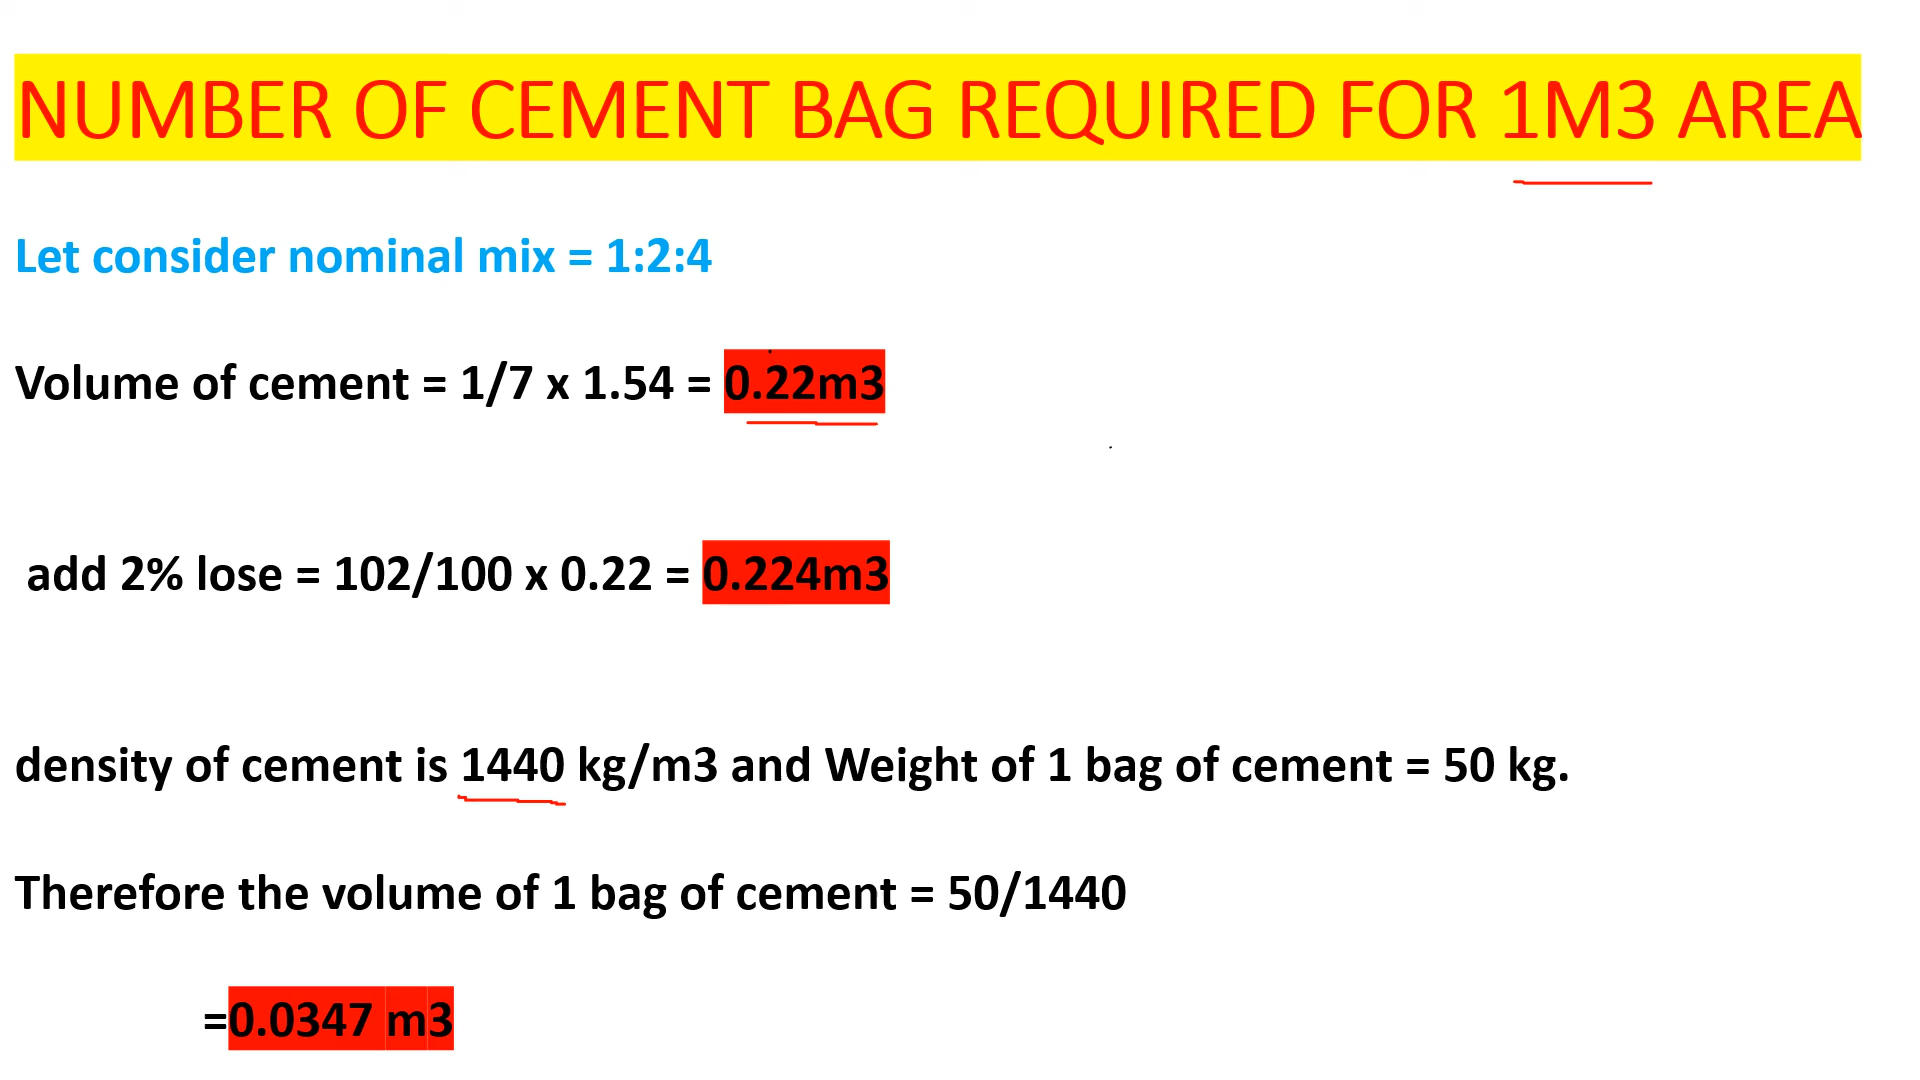 NUMBER OF CEMENT BAG REQUIRED FOR 1M3 AREA
Let consider nominal mix = 1:2:4
Volume of cement = 1/7 x 1.54 = 0.22m3
add 2% lose = 102/100 x 0.22 = 0.224m3
density of cement is 1440 kg/m3 and Weight of 1 bag of cement = 50 kg.
Therefore the volume of 1 bag of cement = 50/1440
=0.0347 m3